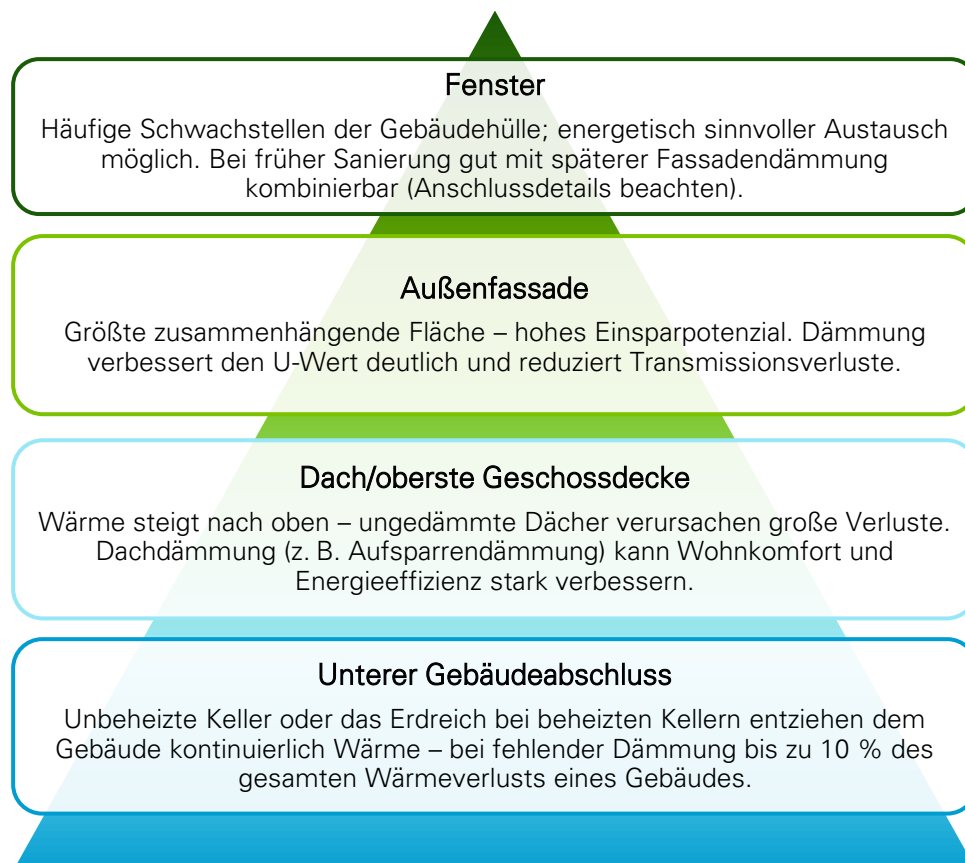 Fenster
Häufige Schwachstellen der Gebäudehülle; energetisch sinnvoller Austausch
möglich. Bei früher Sanierung gut mit späterer Fassadendämmung
kombinierbar (Anschlussdetails beachten).
Außenfassade
Größte zusammenhängende Fläche – hohes Einsparpotenzial. Dämmung
verbessert den U-Wert deutlich und reduziert Transmissionsverluste.
Dach/oberste Geschossdecke
Wärme steigt nach oben – ungedämmte Dächer verursachen große Verluste.
Dachdämmung (z. B. Aufsparrendämmung) kann Wohnkomfort und
Energieeffizienz stark verbessern.
Unterer Gebäudeabschluss
Unbeheizte Keller oder das Erdreich bei beheizten Kellern entziehen dem
Gebäude kontinuierlich Wärme – bei fehlender Dämmung bis zu 10 % des
gesamten Wärmeverlusts eines Gebäudes.